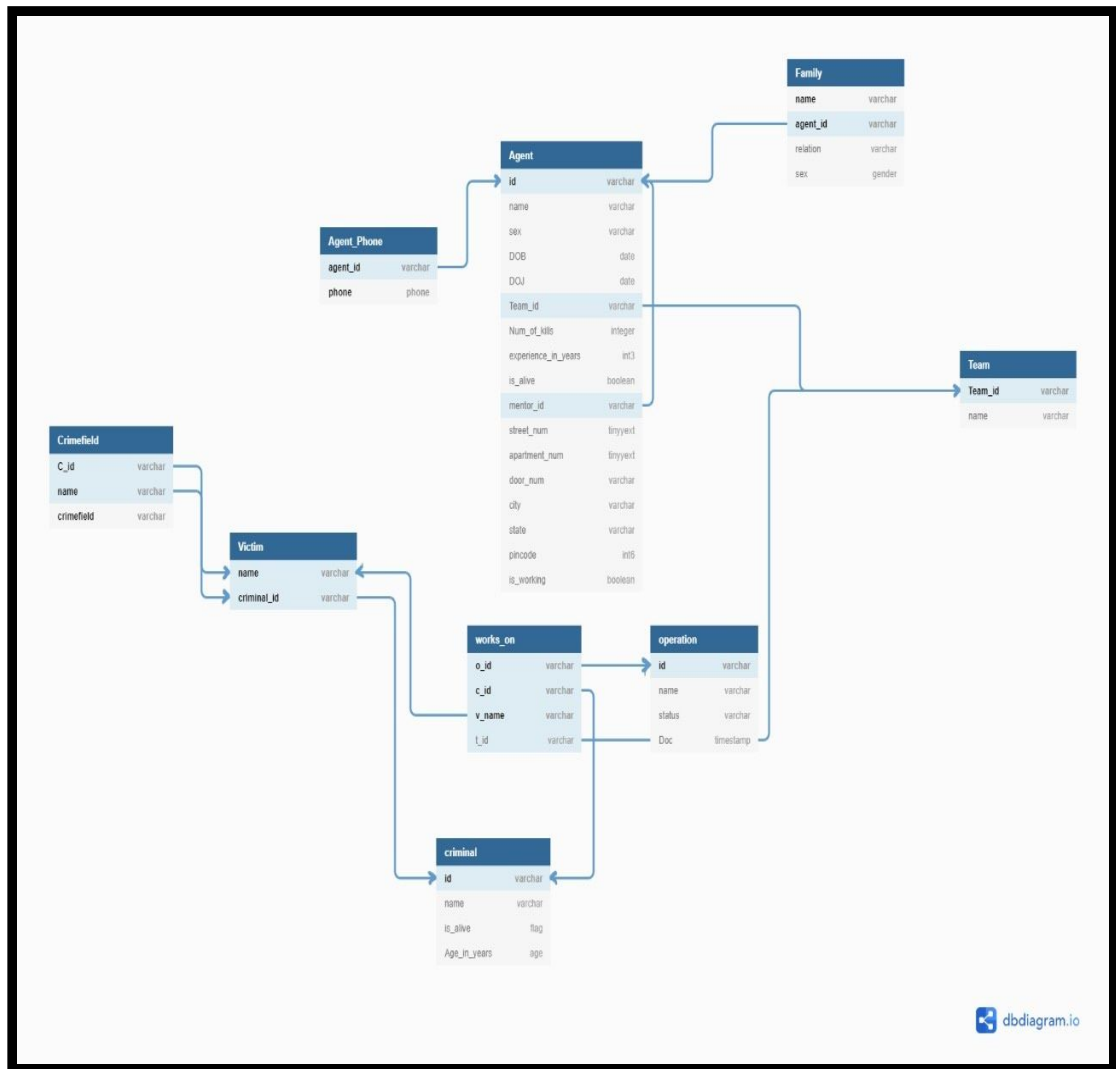 Family
name varchar
agent_id varchar
relation varchar
sex gender
Agent
id varchar
name varchar
sex varchar
DOB date
DOJ date
Team_id varchar
Num_of_kills integer
experience_in_years int3
is_alive boolean
mentor_id varchar
street_num tinyyext
apartment_num tinyyext
door_num varchar
city varchar
state varchar
pincode int6
is_working boolean
Agent_Phone
agent_id varchar
phone phone
Team
Team_id varchar
name varchar
Crimefield
C_id varchar
name varchar
crimefield varchar
Victim
name varchar
criminal_id varchar
works_on
o_id varchar
c_id varchar
v_name varchar
t_id varchar
operation
id varchar
name varchar
status varchar
Doc timestamp
criminal
id varchar
name varchar
is_alive flag
Age_in_years age
dbdiagram.io